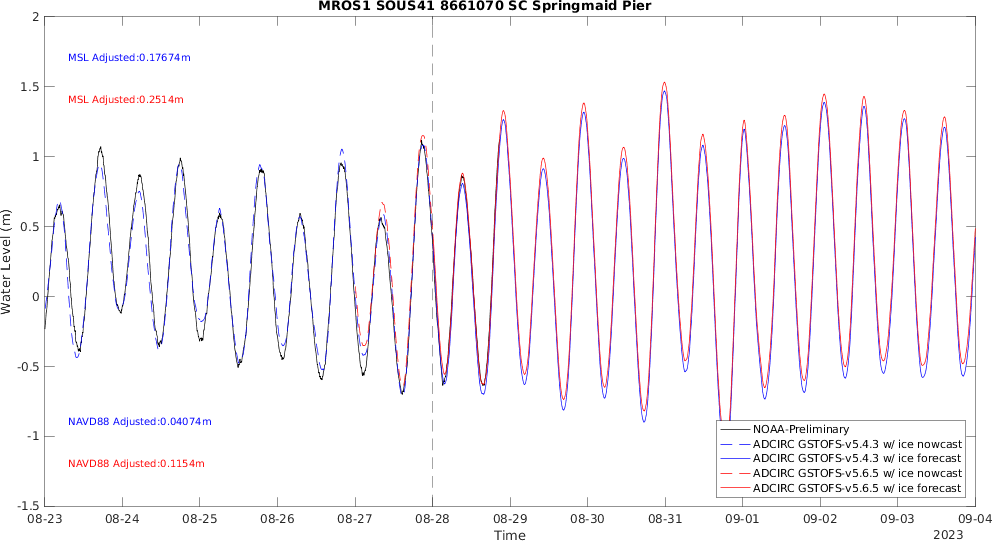 MROS1 SOUS41 8661070 SC Springmaid Pier
2
1.5
1
0.5
0
-0.5
-1
-1.5
Water Level (m)
MSL Adjusted:0.17674m
MSL Adjusted:0.2514m
NAVD88 Adjusted:0.04074m
NAVD88 Adjusted:0.1154m
NOAA-Preliminary
ADCIRC GSTOFS-v5.4.3 w/ ice nowcast
ADCIRC GSTOFS-v5.4.3 w/ ice forecast
ADCIRC GSTOFS-v5.6.5 w/ ice nowcast
ADCIRC GSTOFS-v5.6.5 w/ ice forecast
08-23 08-24 08-25 08-26 08-27 08-28 08-29 08-30 08-31 09-01 09-02 09-03 09-04
Time
2023